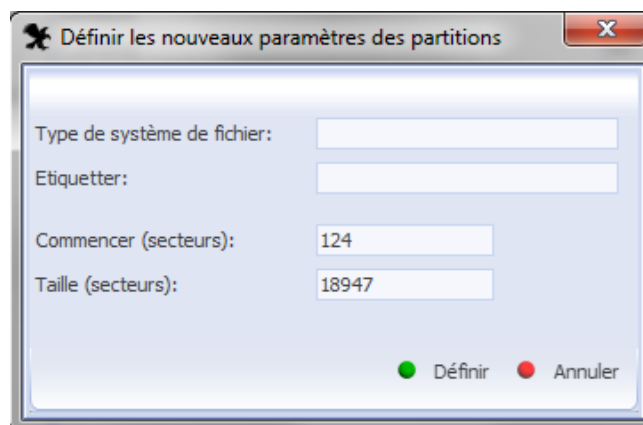 Définir les nouveaux paramètres des partitions
Type de système de fichier:
Etiquetter:
Commencer (secteurs): 124
Taille (secteurs): 18947
Définir Annuler